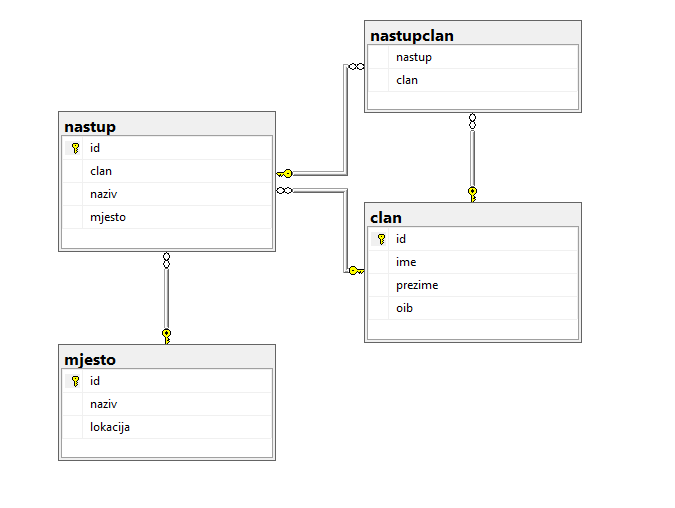 nastupclan
nastup
clan
nastup
id
clan
naziv
mjesto
clan
id
ime
prezime
oib
mjesto
id
naziv
lokacija